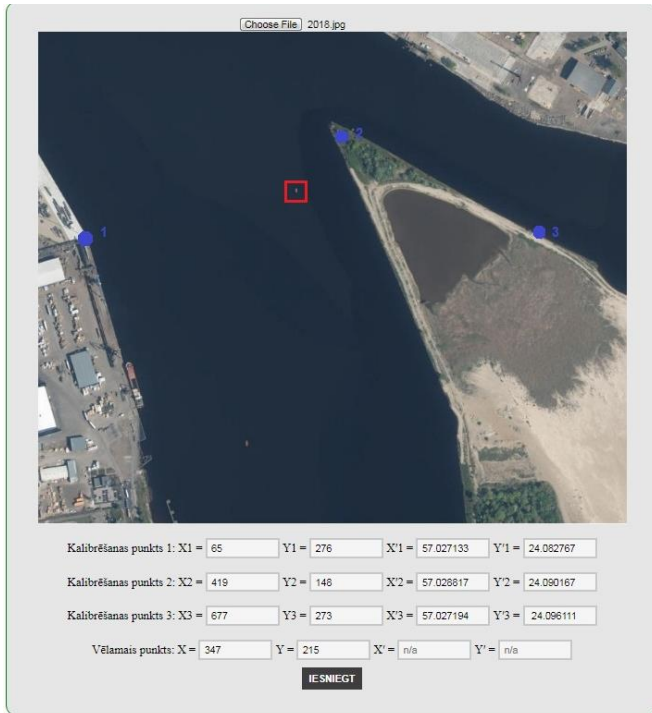 Choose File 2018.jpg
2
1
3
Kalibrēšanas punkts 1: X1 = 65 Y1 = 276 X'1 = 57.027133 Y'1 = 24.082767
Kalibrēšanas punkts 2: X2 = 419 Y2 = 148 X'2 = 57.028817 Y'2 = 24.090167
Kalibrēšanas punkts 3: X3 = 677 Y3 = 273 X'3 = 57.027194 Y'3 = 24.096111
Vēlamais punkts: X = 347 Y = 215 X' = n/a Y' = n/a
IESNIEGT